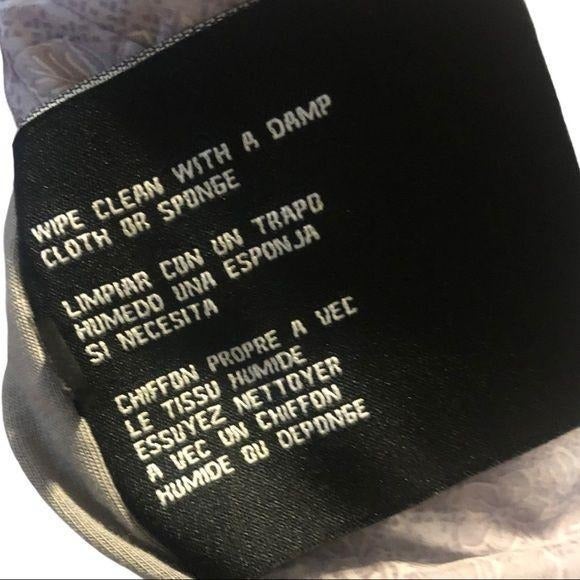 WIPE CLEAN WITH A DAMP
CLOTH OR SPONGE
LIMPIAR CON UN TRAPO
HUMEDO UNA ESPONJA
SI NECESITA
CHIFFON PROPRE A VEC
LE TISSU HUMIDE
ESSUYEZ NETTOYER
A VEC UN CHIFFON
HUMIDE OU DEPONGE